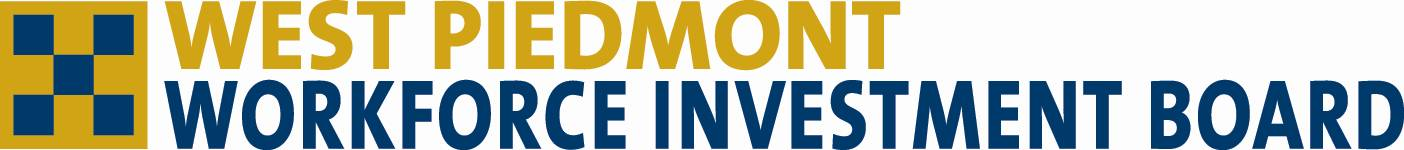 WEST PIEDMONT
WORKFORCE INVESTMENT BOARD